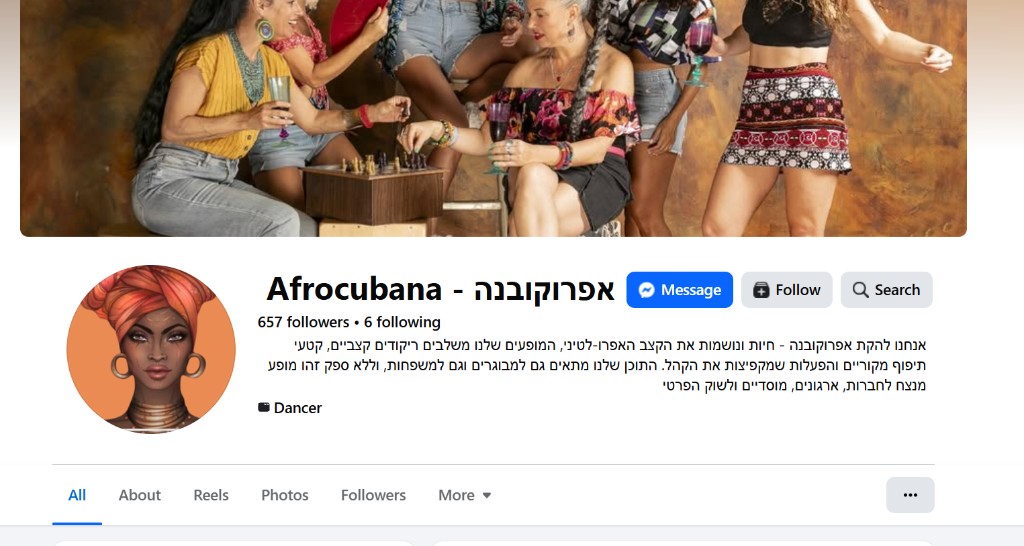 Afrocubana - אפרוקובנה
Message
Follow
Search
657 followers • 6 following
אנחנו להקת אפרוקובנה - חיות ונושמות את הקצב האפרו-לטיני, המופעים שלנו משלבים ריקודים קצביים, קטעי
תיפוף מקוריים והפעלות שמקפיצות את הקהל. התוכן שלנו מתאים גם למבוגרים וגם למשפחות, וללא ספק זהו מופע
מנצח לחברות, ארגונים, מוסדיים ולשוק הפרטי
Dancer
All
About
Reels
Photos
Followers
More